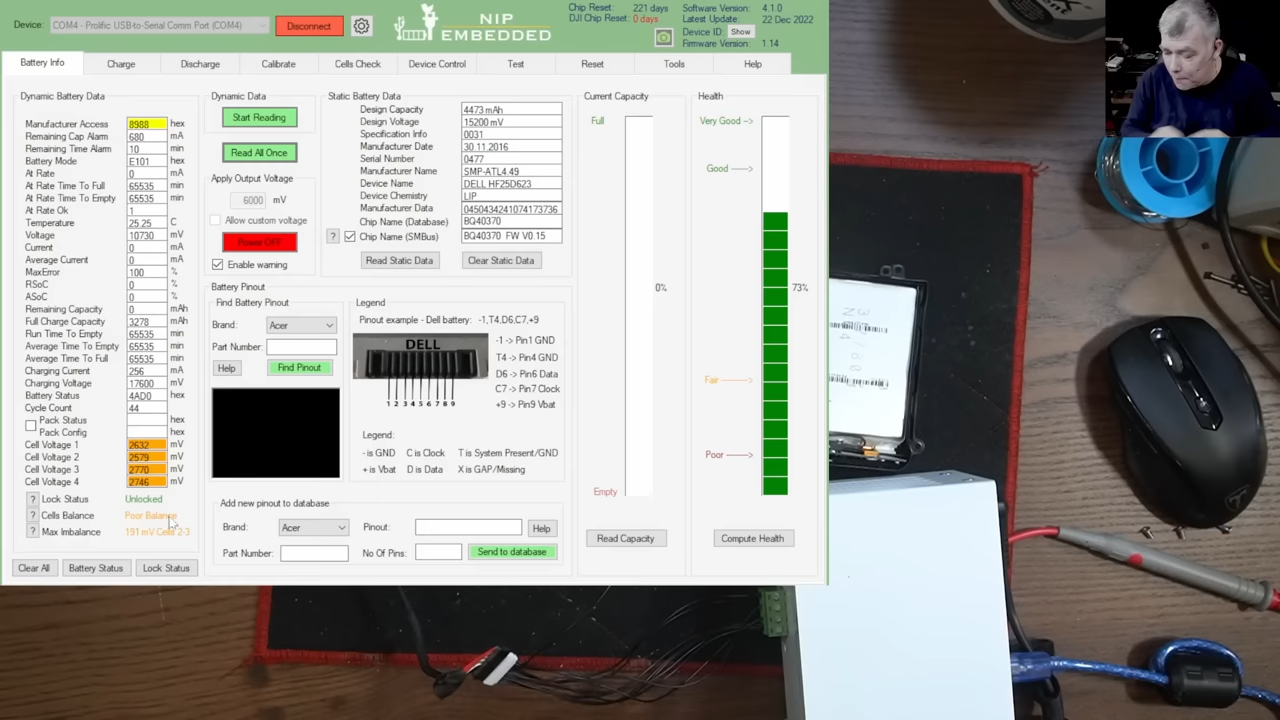 Device: COM4 - Prolific USB-to-Serial Comm Port (COM4) Disconnect
NIP EMBEDDED
Chip Reset: 221 days
DJI Chip Reset: 0 days
Software Version: 4.1.0
Latest Update: 22 Dec 2022
Device ID: Show
Firmware Version: 1.14
Battery Info Charge Discharge Calibrate Cells Check Device Control Test Reset Tools Help
Dynamic Battery Data
Manufacturer Access 8988 hex
Remaining Cap Alarm 680 mA
Remaining Time Alarm 10 min
Battery Mode E101 hex
At Rate 0 mA
At Rate Time To Full 65535 min
At Rate Time To Empty 65535 min
At Rate Ok 1
Temperature 25.25 C
Voltage 10730 mV
Current 0 mA
Average Current 0 mA
MaxError 100 %
RSoC 0 %
ASoC 0 %
Remaining Capacity 0 mAh
Full Charge Capacity 3278 mAh
Run Time To Empty 65535 min
Average Time To Empty 65535 min
Average Time To Full 65535 min
Charging Current 256 mA
Charging Voltage 17600 mV
Battery Status 4AD0 hex
Cycle Count 44
Pack Status hex
Pack Config hex
Cell Voltage 1 2632 mV
Cell Voltage 2 2579 mV
Cell Voltage 3 2770 mV
Cell Voltage 4 2746 mV
? Lock Status Unlocked
? Cells Balance Poor Balance
? Max Imbalance 191 mV Cells 2-3
Clear All Battery Status Lock Status
Dynamic Data
Start Reading
Read All Once
Apply Output Voltage
6000 mV
Allow custom voltage
Power OFF
Enable warning
Static Battery Data
Design Capacity 4473 mAh
Design Voltage 15200 mV
Specification Info 0031
Manufacturer Date 30.11.2016
Serial Number 0477
Manufacturer Name SMP-ATL4.49
Device Name DELL HF25D623
Device Chemistry LIP
Manufacturer Data 0450434241074173736
Chip Name (Database) BQ40370
? Chip Name (SMBus) BQ40370 FW V0.15
Read Static Data Clear Static Data
Battery Pinout
Find Battery Pinout
Brand: Acer
Part Number:
Help Find Pinout
Legend
Pinout example - Dell battery: -1,T4,D6,C7,+9
DELL
1 2 3 4 5 6 7 8 9
-1 -> Pin1 GND
T4 -> Pin4 GND
D6 -> Pin6 Data
C7 -> Pin7 Clock
+9 -> Pin9 Vbat
Legend:
- is GND C is Clock T is System Present/GND
+ is Vbat D is Data X is GAP/Missing
Add new pinout to database
Brand: Acer Pinout: Help
Part Number: No Of Pins: Send to database
Current Capacity
Full
0%
Empty
Read Capacity
Health
Very Good -->
Good --->
73%
Fair --->
Poor --->
Compute Health